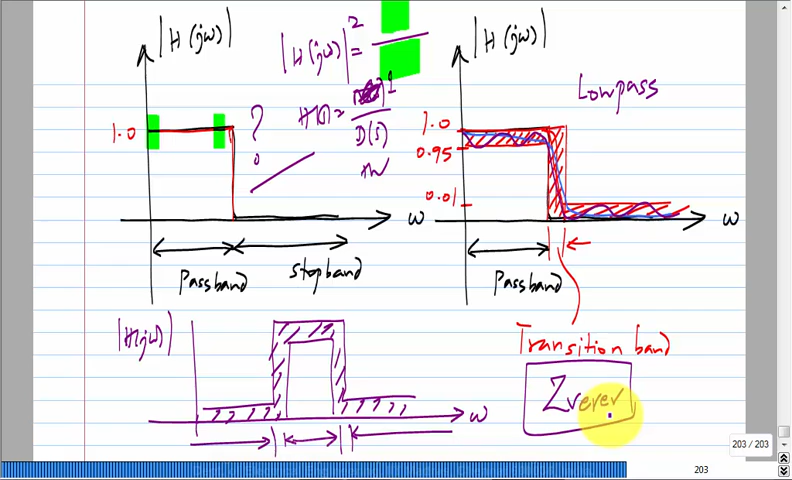 |H(jω)|
|H(jω)|² =
|H(jω)|
Lowpass
1
H(s) =
D(s)
1.0
?
1.0
0.95
0.01
ω
ω
Passband
stopband
Passband
|H(jω)|
Transition band
Zverev
ω
203 / 203
203